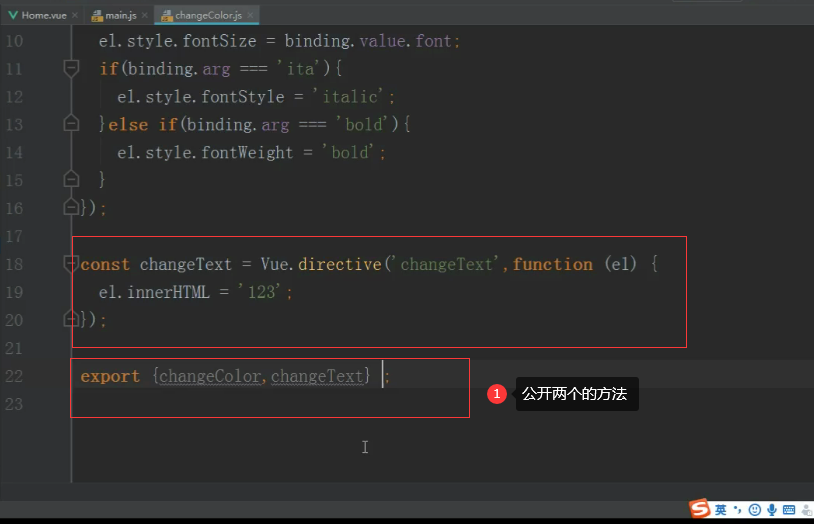 Home.vue × main.js × changeColor.js ×
10 el.style.fontSize = binding.value.font;
11 if(binding.arg === 'ita'){
12 el.style.fontStyle = 'italic';
13 }else if(binding.arg === 'bold'){
14 el.style.fontWeight = 'bold';
15 }
16 });
17
18 const changeText = Vue.directive('changeText',function (el) {
19 el.innerHTML = '123';
20 });
21
22 export {changeColor,changeText} ;
23
1 公开两个的方法
S 英